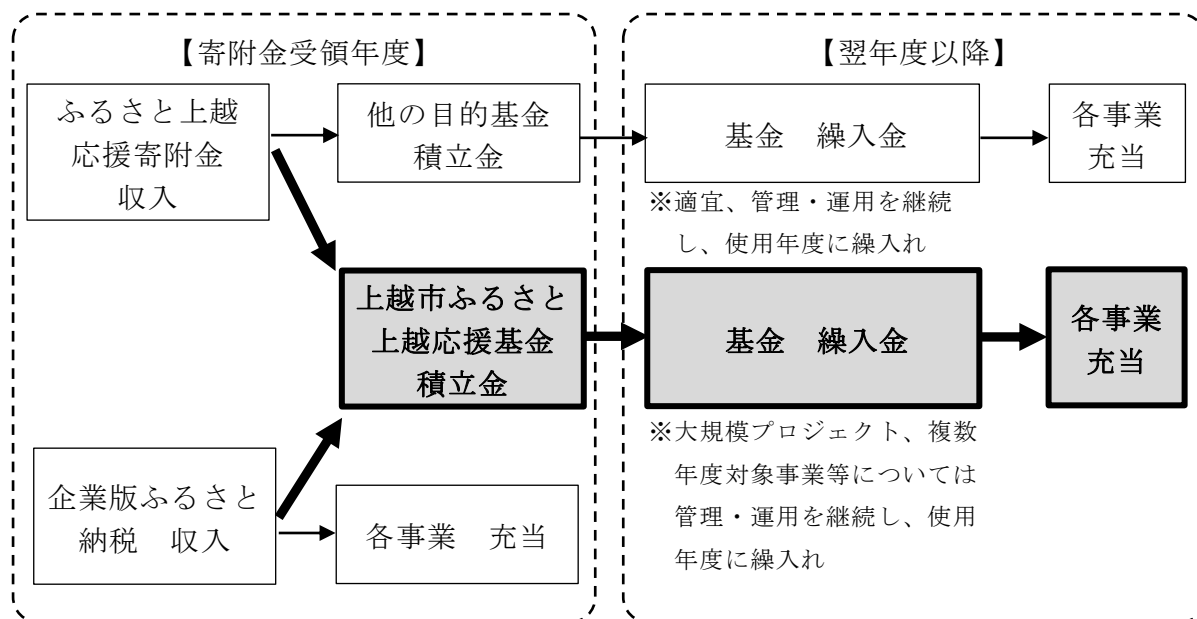 【寄附金受領年度】
ふるさと上越
応援寄附金
収入
他の目的基金
積立金
上越市ふるさと
上越応援基金
積立金
企業版ふるさと
納税　収入
各事業　充当
【翌年度以降】
基金　繰入金
各事業
充当
※適宜、管理・運用を継続
し、使用年度に繰入れ
基金　繰入金
各事業
充当
※大規模プロジェクト、複数
年度対象事業等については
管理・運用を継続し、使用
年度に繰入れ